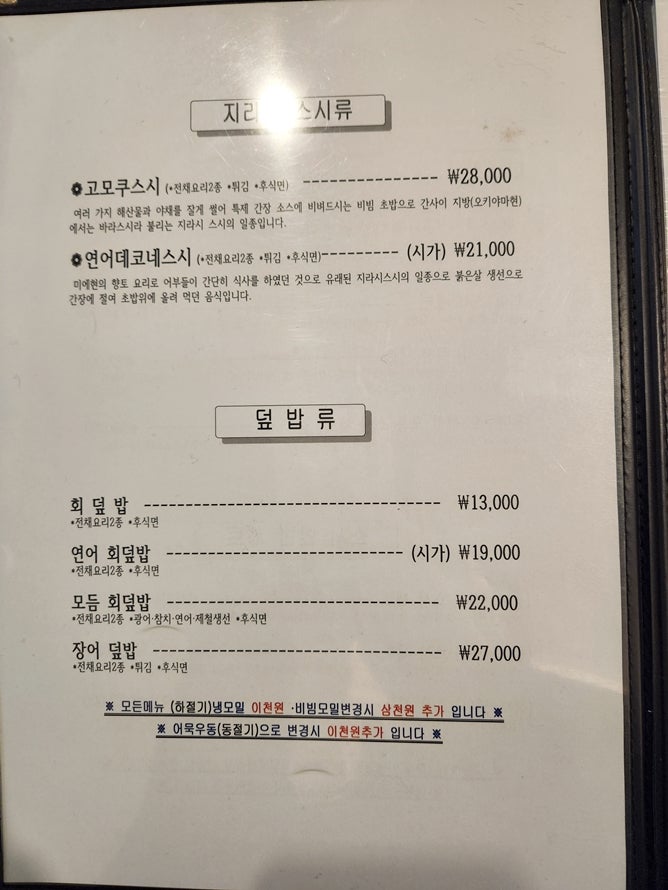 지라 스시류
❁고모쿠스시 (*전채요리2종 *튀김 *후식면) ---------------- ₩28,000
여러 가지 해산물과 야채를 잘게 썰어 특제 간장 소스에 비벼드시는 비빔 초밥으로 간사이 지방(오키야마현)
에서는 바라스시라 불리는 지라시 스시의 일종입니다.
❁연어데코네스시 (*전채요리2종 *튀김 *후식면)---------- (시가) ₩21,000
미에현의 향토 요리로 어부들이 간단히 식사를 하였던 것으로 유래된 지라시스시의 일종으로 붉은살 생선으로
간장에 절여 초밥위에 올려 먹던 음식입니다.
덮 밥 류
회 덮 밥 ------------------------------------ ₩13,000
*전채요리2종 *후식면
연어 회덮밥 ---------------------------- (시가) ₩19,000
*전채요리2종 *후식면
모듬 회덮밥 ---------------------------------- ₩22,000
*전채요리2종 *광어·참치·연어·제철생선 *후식면
장어 덮밥 ----------------------------------- ₩27,000
*전채요리2종 *튀김 *후식면
※ 모든메뉴 (하절기)냉모밀 이천원 ·비빔모밀변경시 삼천원 추가 입니다 ※
※ 어묵우동(동절기)으로 변경시 이천원추가 입니다 ※